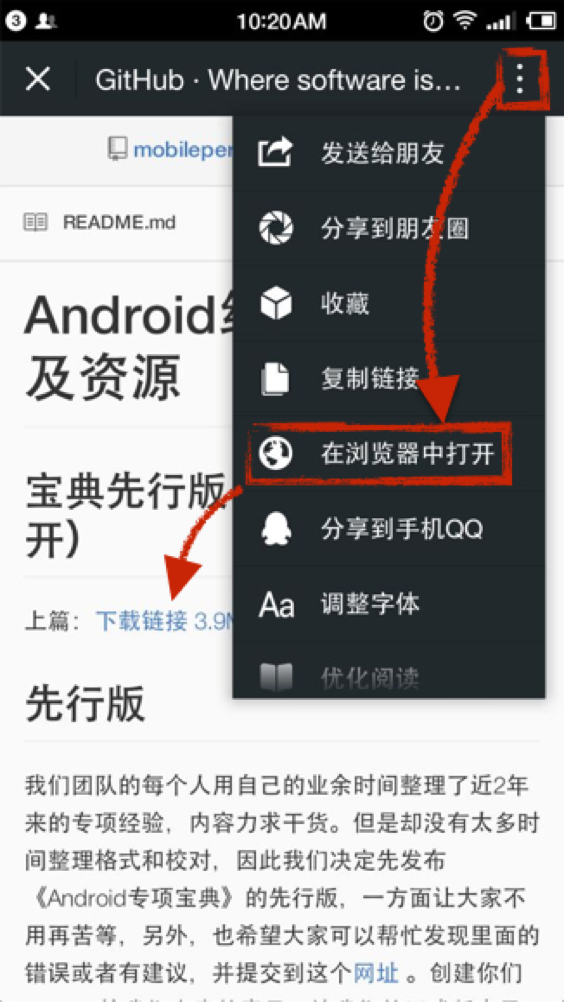 3
10:20AM
GitHub · Where software is...
mobileper
发送给朋友
README.md
分享到朋友圈
Android
收藏
及资源
复制链接
宝典先行版
在浏览器中打开
开）
分享到手机QQ
上篇：下载链接 3.9
Aa 调整字体
优化阅读
先行版
我们团队的每个人用自己的业余时间整理了近2年
来的专项经验，内容力求干货。但是却没有太多时
间整理格式和校对，因此我们决定先发布
《Android专项宝典》的先行版，一方面让大家不
用再苦等，另外，也希望大家可以帮忙发现里面的
错误或者有建议，并提交到这个网址 。创建你们